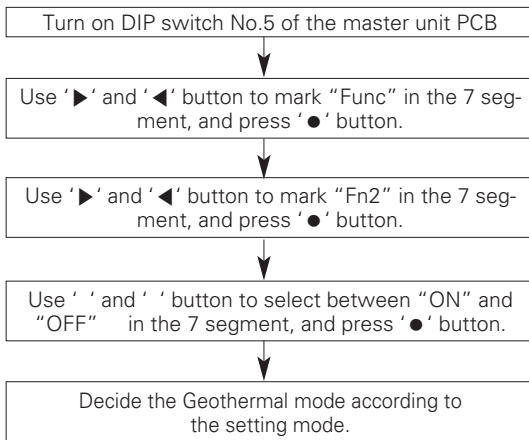 Turn on DIP switch No.5 of the master unit PCB
Use ‘▶‘ and ‘◀‘ button to mark “Func” in the 7 seg-
ment, and press ‘●‘ button.
Use ‘▶‘ and ‘◀‘ button to mark “Fn2” in the 7 seg-
ment, and press ‘●‘ button.
Use ‘ ‘ and ‘ ‘ button to select between “ON” and
“OFF” in the 7 segment, and press ‘●‘ button.
Decide the Geothermal mode according to
the setting mode.